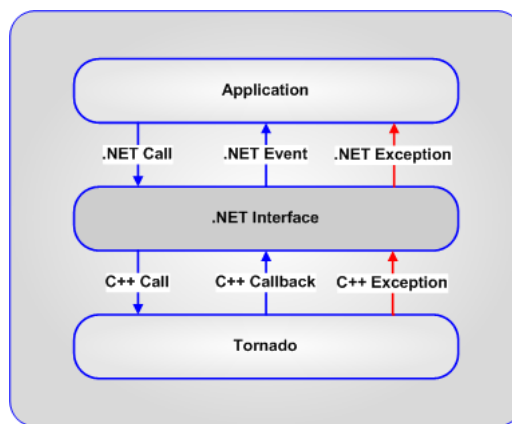 Application
.NET Call
.NET Event
.NET Exception
.NET Interface
C++ Call
C++ Callback
C++ Exception
Tornado